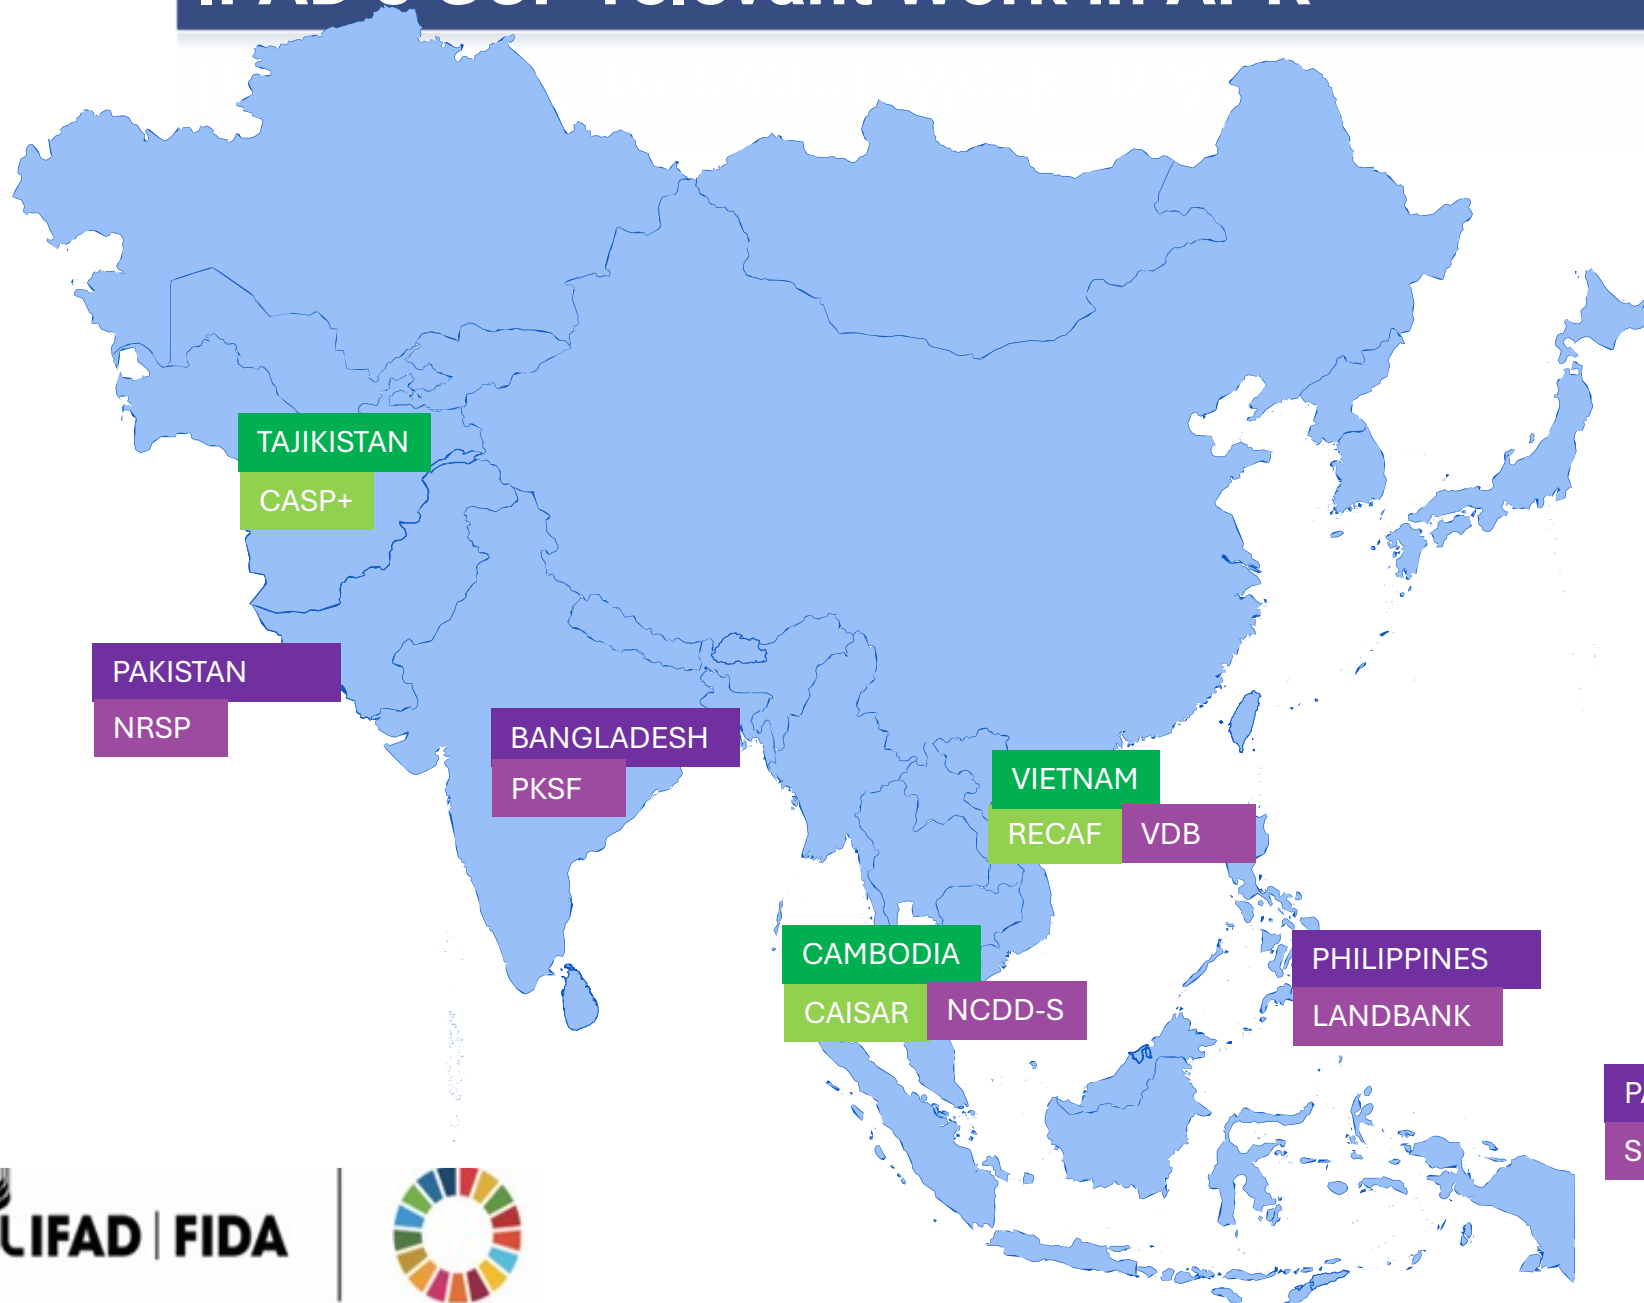 TAJIKISTAN
CASP+
PAKISTAN
NRSP
BANGLADESH
PKSF
VIETNAM
RECAF VDB
CAMBODIA
CAISAR NCDD-S
PHILIPPINES
LANDBANK
IFAD | FIDA